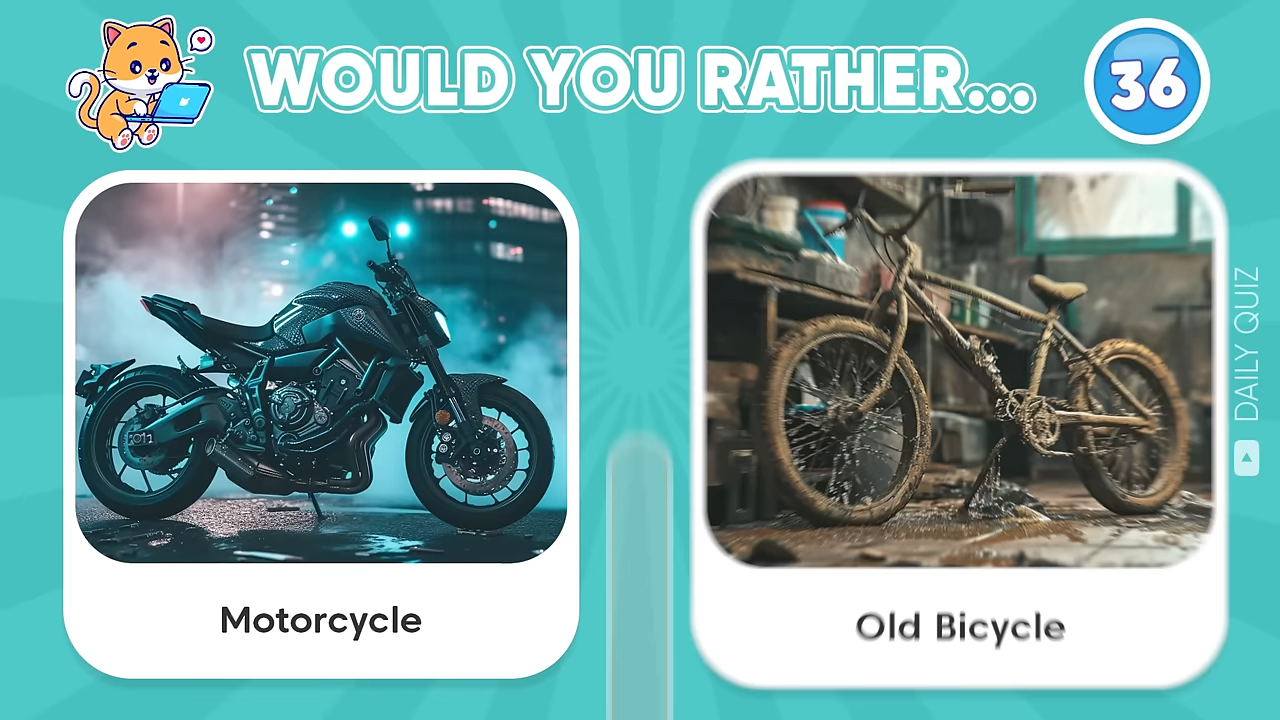 WOULD YOU RATHER...
36
Motorcycle
Old Bicycle
DAILY QUIZ